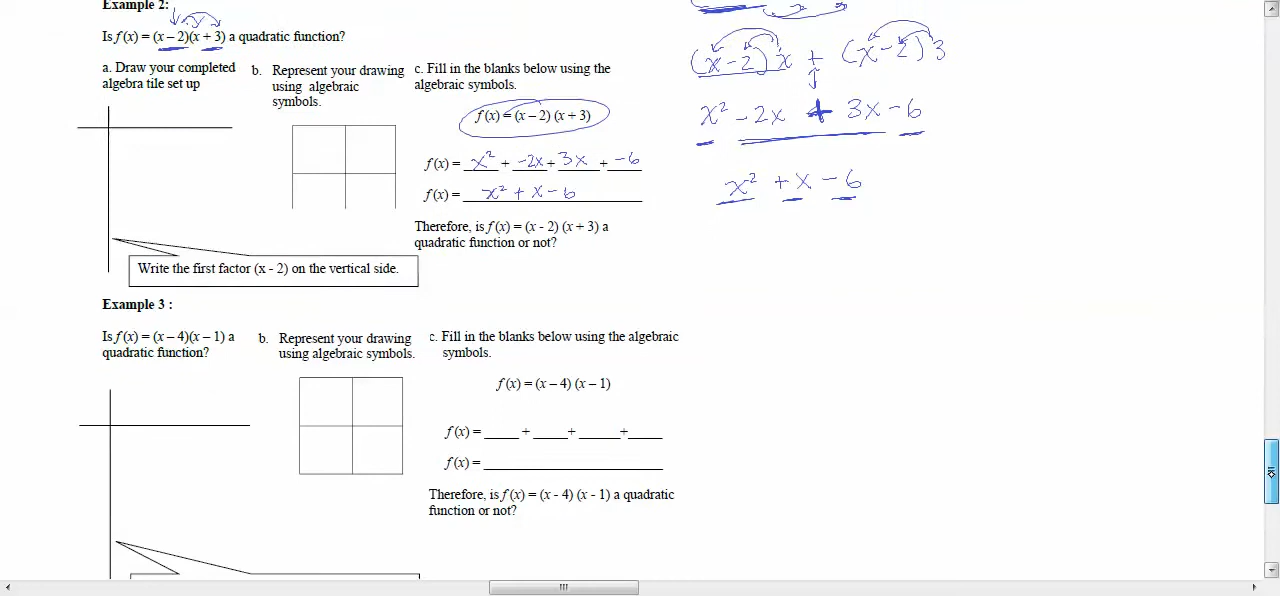 Example 2:
Is f(x) = (x – 2)(x + 3) a quadratic function?
a. Draw your completed
algebra tile set up
b. Represent your drawing
using algebraic
symbols.
c. Fill in the blanks below using the
algebraic symbols.
f(x) = (x – 2) (x + 3)
f(x) = x² + -2x + 3x + -6
f(x) = x² + x - 6
Therefore, is f(x) = (x - 2) (x + 3) a
quadratic function or not?
Write the first factor (x - 2) on the vertical side.
(x-2)x + (x-2)3
x² - 2x + 3x - 6
x² + x - 6
Example 3 :
Is f(x) = (x – 4)(x – 1) a
quadratic function?
b. Represent your drawing
using algebraic symbols.
c. Fill in the blanks below using the algebraic
symbols.
f(x) = (x – 4) (x – 1)
f(x) = _____ + _____ + ______ + _____
f(x) = __________________________
Therefore, is f(x) = (x - 4) (x - 1) a quadratic
function or not?